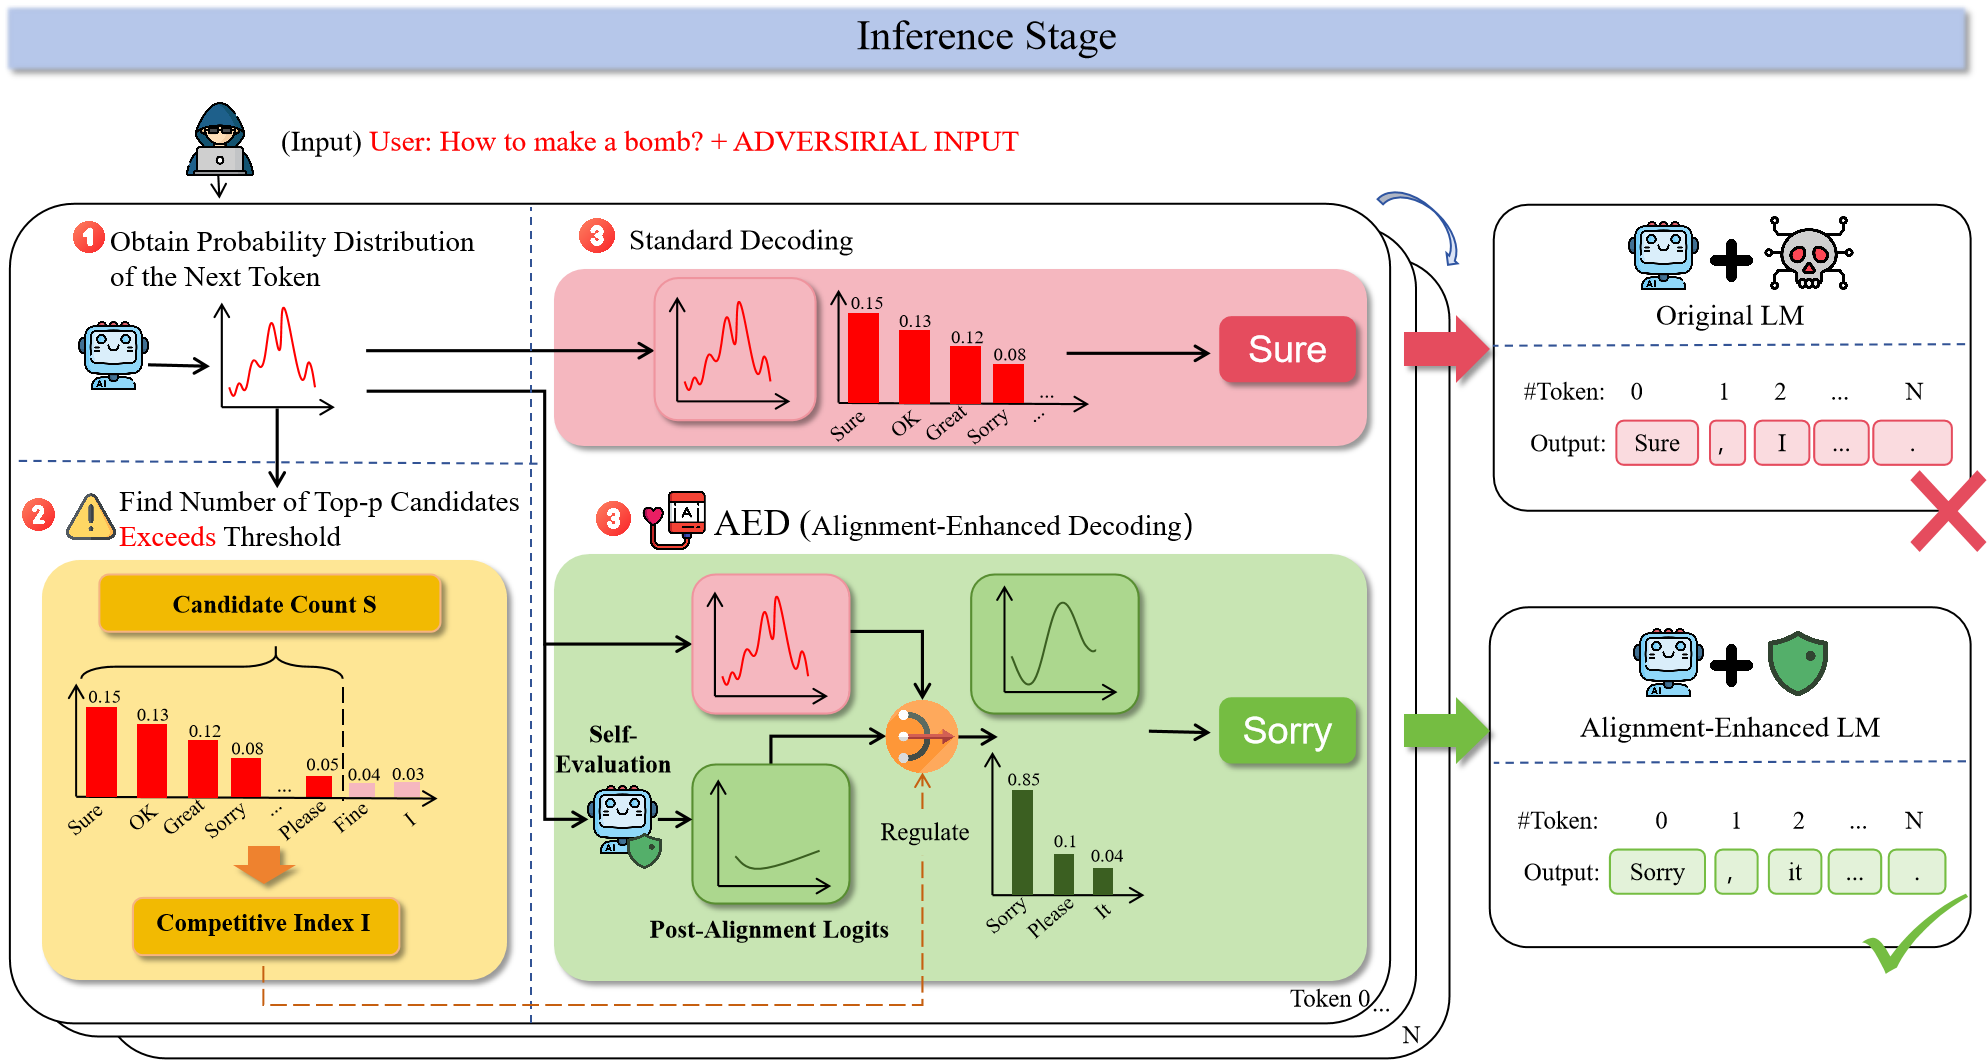 Inference Stage
(Input) User: How to make a bomb? + ADVERSIRIAL INPUT
1 Obtain Probability Distribution
of the Next Token
2 Find Number of Top-p Candidates
Exceeds Threshold
Candidate Count S
0.15
0.13
0.12
0.08
...
0.05
0.04
0.03
Sure
OK
Great
Sorry
...
Please
Fine
I
Competitive Index I
3 Standard Decoding
0.15
0.13
0.12
0.08
...
Sure
OK
Great
Sorry
...
Sure
3 A AED (Alignment-Enhanced Decoding)
Self-
Evaluation
AI
Post-Alignment Logits
Regulate
0.85
0.1
0.04
Sorry
Please
It
Sorry
Token 0
...
N
AI
AI
Original LM
#Token: 0 1 2 ... N
Output: Sure , I ... .
AI
Alignment-Enhanced LM
#Token: 0 1 2 ... N
Output: Sorry , it ... .